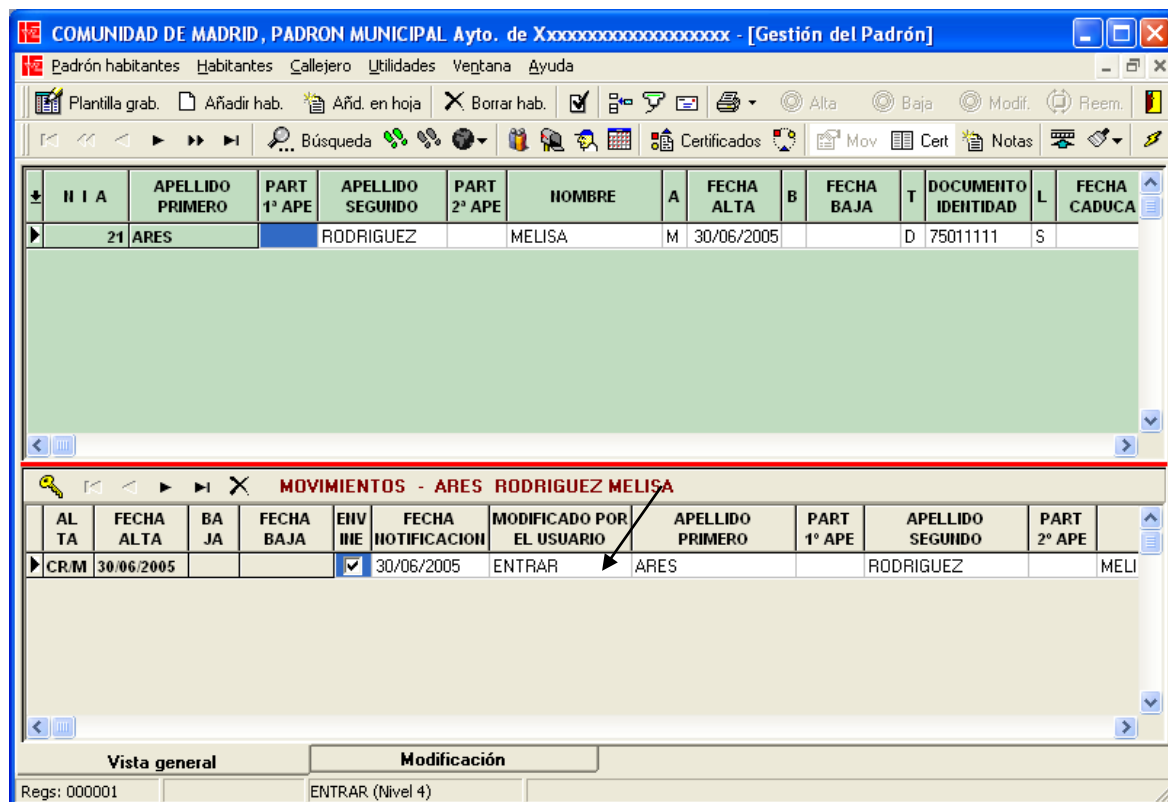 COMUNIDAD DE MADRID, PADRON MUNICIPAL Ayto. de Xxxxxxxxxxxxxxxxxxx - [Gestión del Padrón]
Padrón habitantes Habitantes Callejero Utilidades Ventana Ayuda
Plantilla grab. Añadir hab. Añd. en hoja Borrar hab. Alta Baja Modif. Reem.
Búsqueda Certificados Mov Cert Notas
N I A APELLIDO PRIMERO PART 1ª APE APELLIDO SEGUNDO PART 2ª APE NOMBRE A FECHA ALTA B FECHA BAJA T DOCUMENTO IDENTIDAD L FECHA CADUCA
21 ARES RODRIGUEZ MELISA M 30/06/2005 D 75011111 S
MOVIMIENTOS - ARES RODRIGUEZ MELISA
AL TA FECHA ALTA BA JA FECHA BAJA ENV INE FECHA NOTIFICACION MODIFICADO POR EL USUARIO APELLIDO PRIMERO PART 1º APE APELLIDO SEGUNDO PART 2º APE
CR/M 30/06/2005 30/06/2005 ENTRAR ARES RODRIGUEZ MELI
Vista general Modificación
Regs: 000001 ENTRAR (Nivel 4)